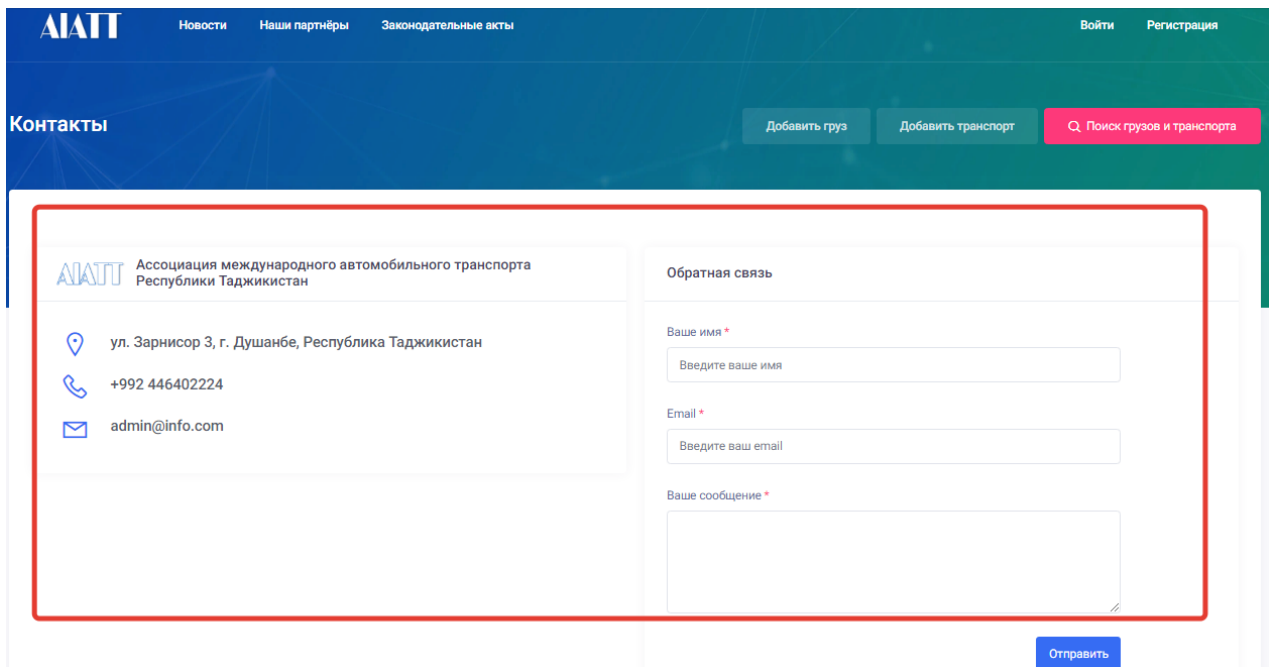 AIATT
Новости
Наши партнёры
Законодательные акты
Войти
Регистрация
Контакты
Добавить груз
Добавить транспорт
Поиск грузов и транспорта
AIATT
Ассоциация международного автомобильного транспорта
Республики Таджикистан
ул. Зарнисор 3, г. Душанбе, Республика Таджикистан
+992 446402224
admin@info.com
Обратная связь
Ваше имя *
Введите ваше имя
Email *
Введите ваш email
Ваше сообщение *
Отправить